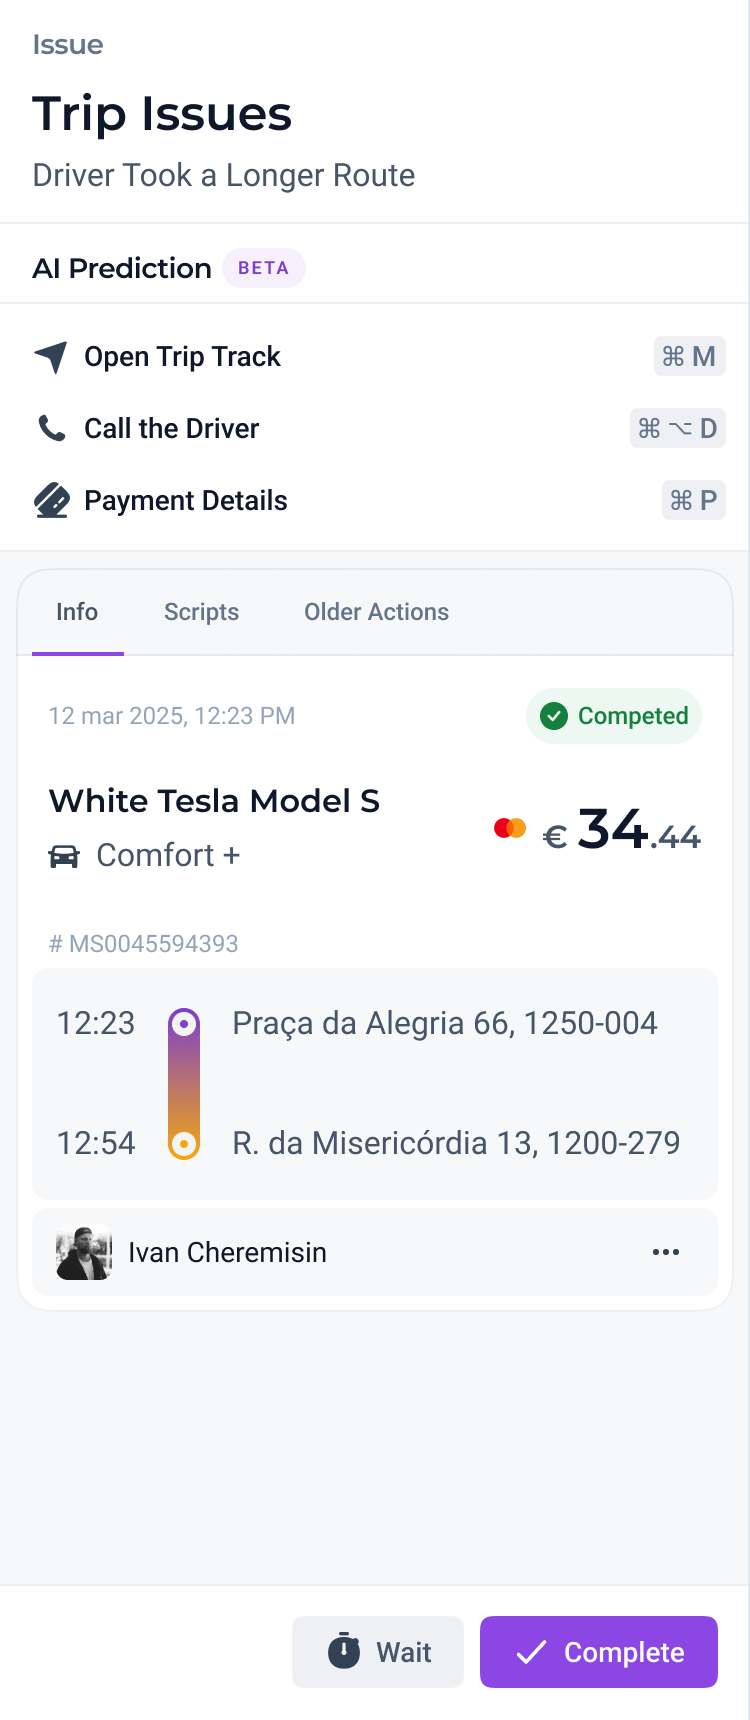 Issue
Trip Issues
Driver Took a Longer Route
AI Prediction BETA
Open Trip Track ⌘ M
Call the Driver ⌘ ⌥ D
Payment Details ⌘ P
Info Scripts Older Actions
12 mar 2025, 12:23 PM Competed
White Tesla Model S
Comfort + € 34.44
# MS0045594393
12:23 Praça da Alegria 66, 1250-004
12:54 R. da Misericórdia 13, 1200-279
Ivan Cheremisin
Wait Complete